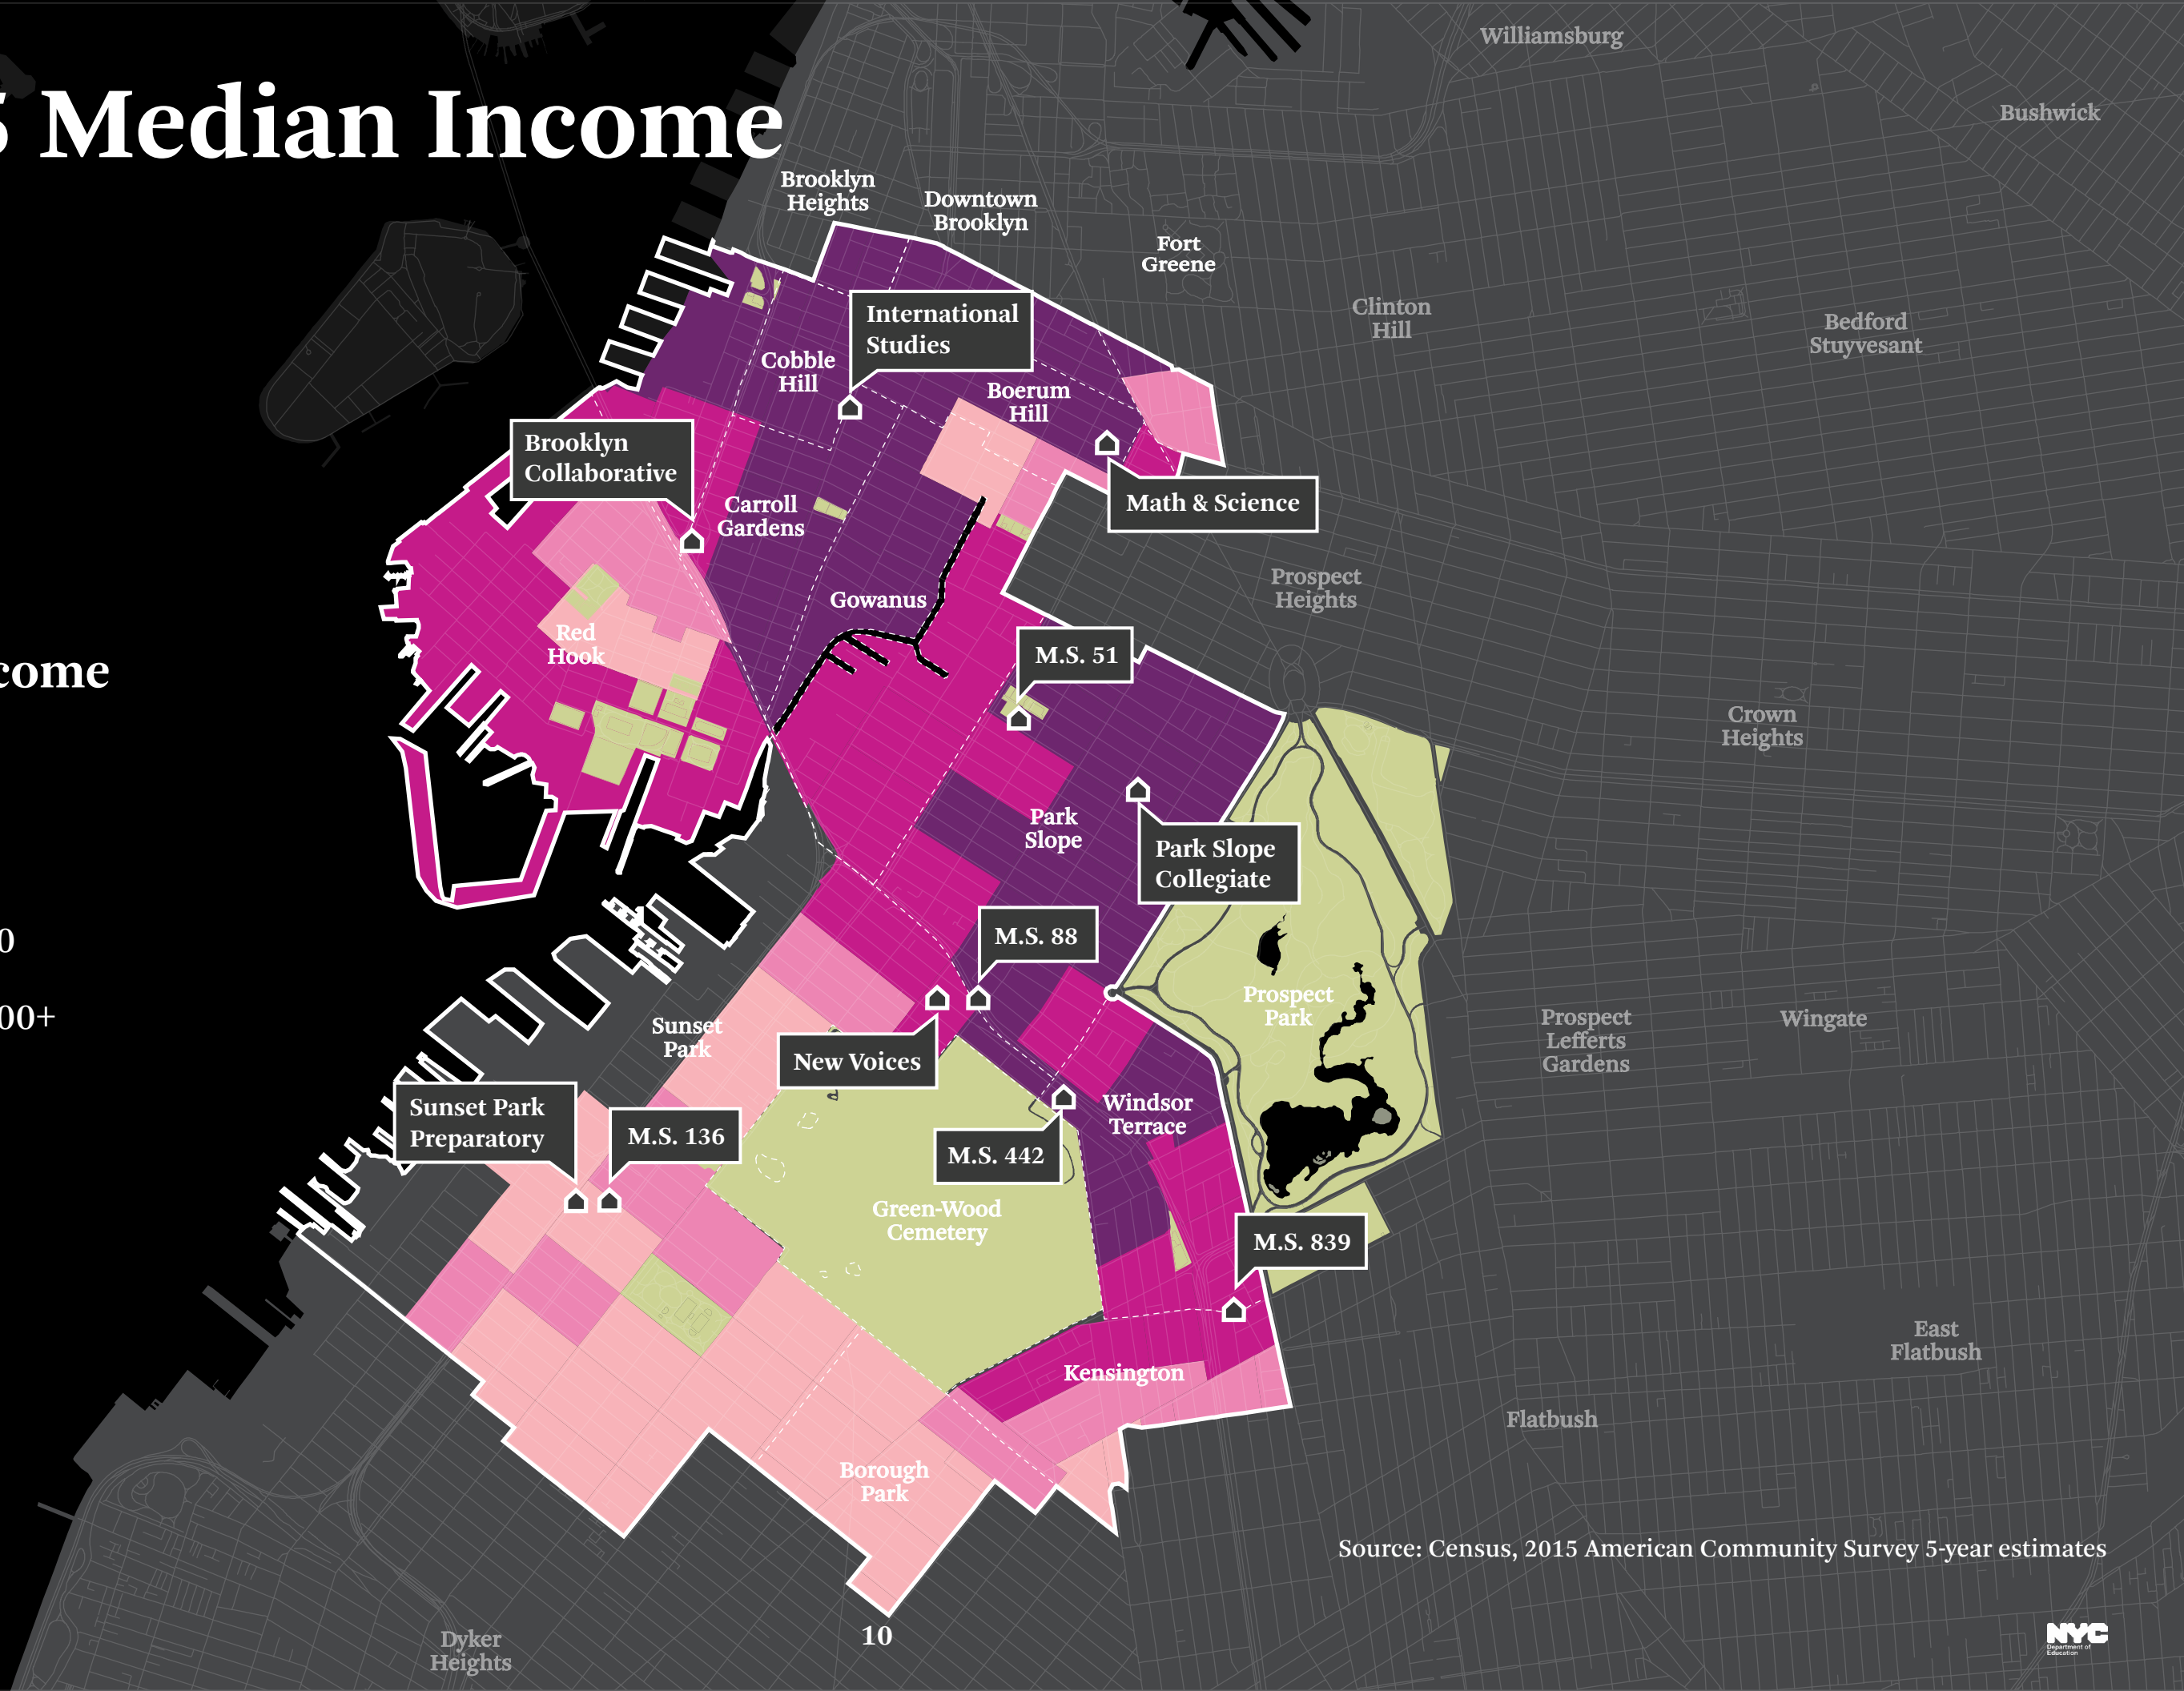 5 Median Income
Williamsburg
Bushwick
Brooklyn
Heights
Downtown
Brooklyn
Fort
Greene
Clinton
Hill
Bedford
Stuyvesant
International
Studies
Cobble
Hill
Boerum
Hill
Brooklyn
Collaborative
Carroll
Gardens
Math & Science
Prospect
Heights
Gowanus
Red
Hook
M.S. 51
come
Crown
Heights
Park
Slope
Park Slope
Collegiate
0
M.S. 88
00+
Prospect
Park
Prospect
Lefferts
Gardens
Wingate
Sunset
Park
New Voices
Sunset Park
Preparatory
M.S. 136
Windsor
Terrace
M.S. 442
Green-Wood
Cemetery
M.S. 839
East
Flatbush
Kensington
Flatbush
Borough
Park
Source: Census, 2015 American Community Survey 5-year estimates
10
Dyker
Heights
NYC
Department of
Education